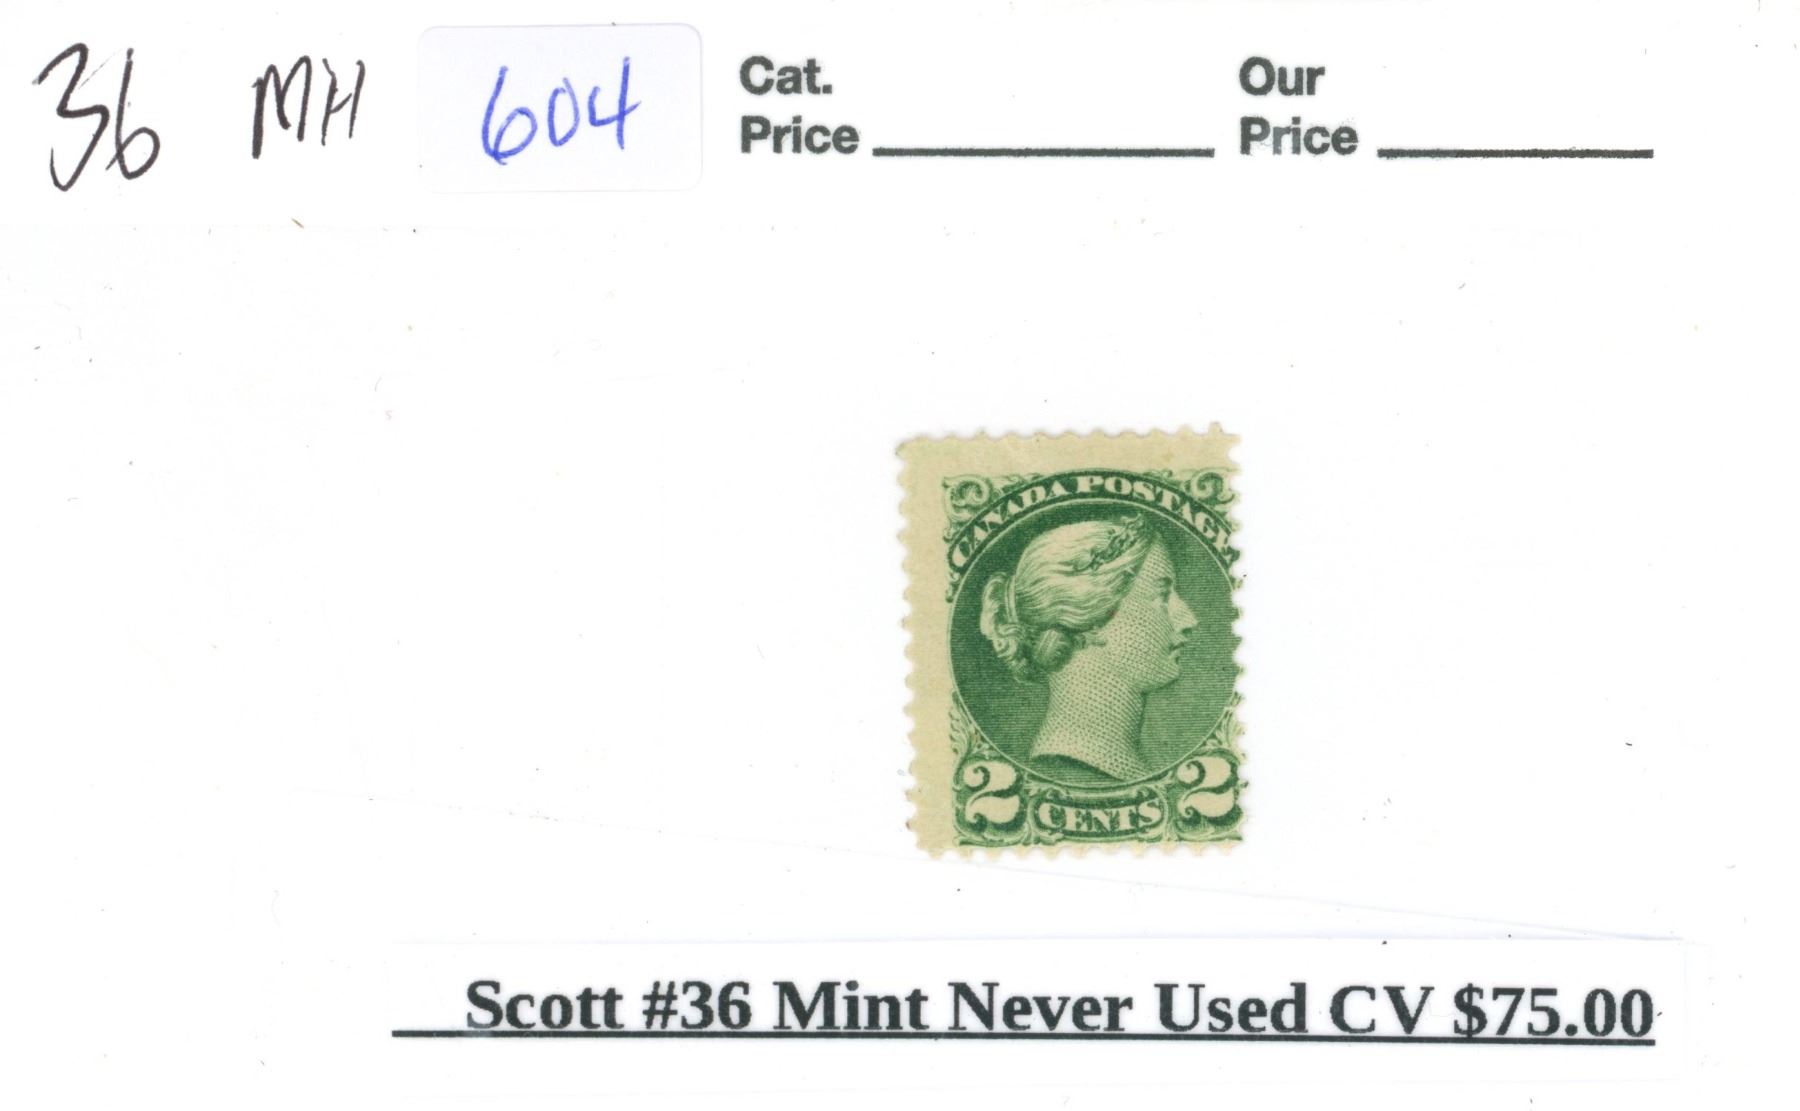 36 MH 604
Cat.
Price
Our
Price
CANADA POSTAGE
2 CENTS 2
Scott #36 Mint Never Used CV $75.00